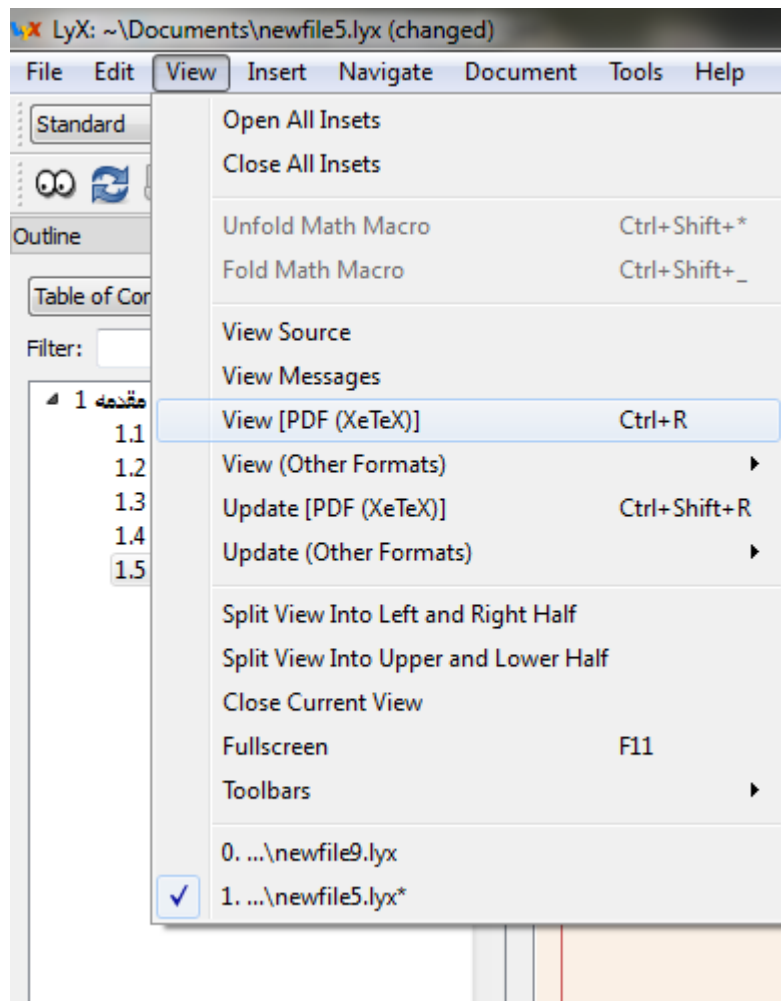 LyX: ~\Documents\newfile5.lyx (changed)
File Edit View Insert Navigate Document Tools Help
Standard
Outline
Table of Cor
Filter:
مقدمه 1
1.1
1.2
1.3
1.4
1.5
Open All Insets
Close All Insets
Unfold Math Macro Ctrl+Shift+*
Fold Math Macro Ctrl+Shift+_
View Source
View Messages
View [PDF (XeTeX)] Ctrl+R
View (Other Formats)
Update [PDF (XeTeX)] Ctrl+Shift+R
Update (Other Formats)
Split View Into Left and Right Half
Split View Into Upper and Lower Half
Close Current View
Fullscreen F11
Toolbars
0. ...\newfile9.lyx
1. ...\newfile5.lyx*